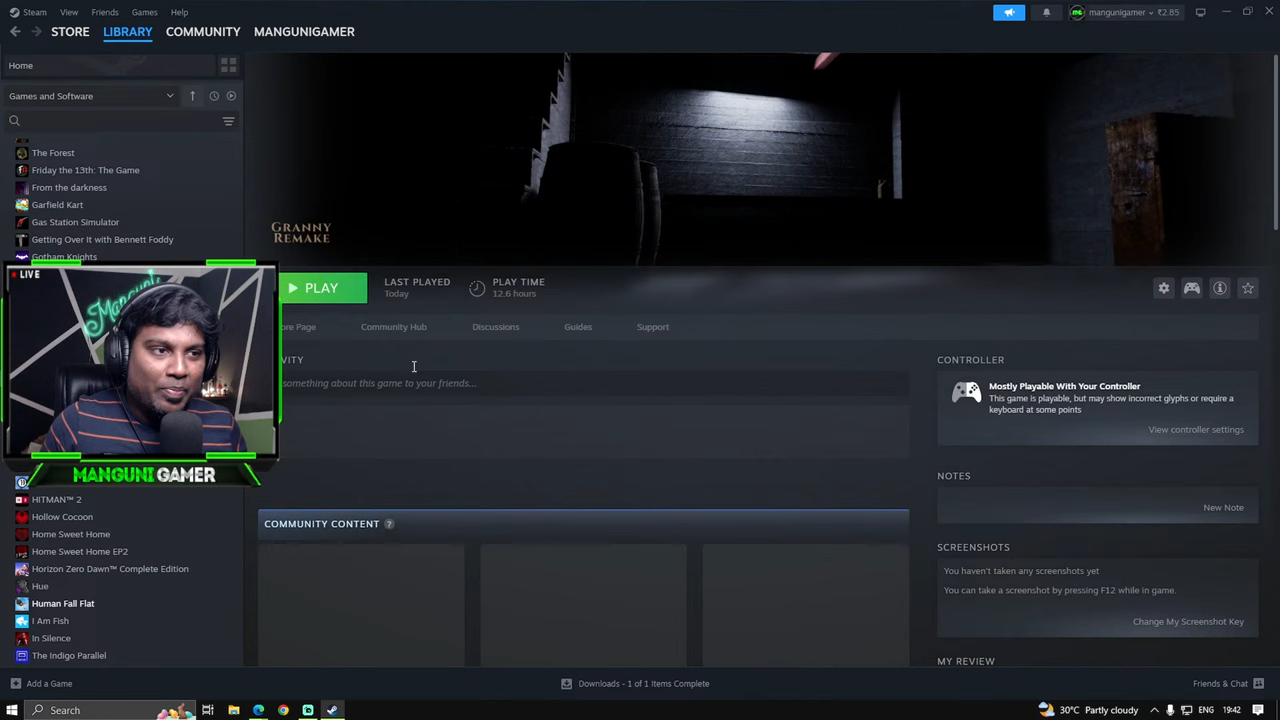 Steam View Friends Games Help
mangunigamer ₹2.85
STORE LIBRARY COMMUNITY MANGUNIGAMER
Home
Games and Software
The Forest
Friday the 13th: The Game
From the darkness
Garfield Kart
Gas Station Simulator
Getting Over It with Bennett Foddy
Gotham Knights
LIVE
Manguni
MANGUNI GAMER
HITMAN™ 2
Hollow Cocoon
Home Sweet Home
Home Sweet Home EP2
Horizon Zero Dawn™ Complete Edition
Hue
Human Fall Flat
I Am Fish
In Silence
The Indigo Parallel
GRANNY
REMAKE
PLAY
LAST PLAYED
Today
PLAY TIME
12.6 hours
ore Page Community Hub Discussions Guides Support
VITY
something about this game to your friends...
COMMUNITY CONTENT ?
CONTROLLER
Mostly Playable With Your Controller
This game is playable, but may show incorrect glyphs or require a
keyboard at some points
View controller settings
NOTES
New Note
SCREENSHOTS
You haven't taken any screenshots yet
You can take a screenshot by pressing F12 while in game.
Change My Screenshot Key
MY REVIEW
Add a Game
Downloads - 1 of 1 Items Complete
Friends & Chat
Search
30°C Partly cloudy
ENG
19:42